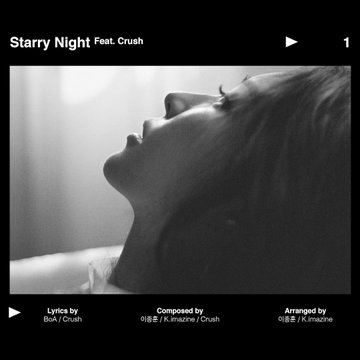 Starry Night Feat. Crush
1
Lyrics by
BoA / Crush
Composed by
이종훈 / K.imazine / Crush
Arranged by
이종훈 / K.imazine